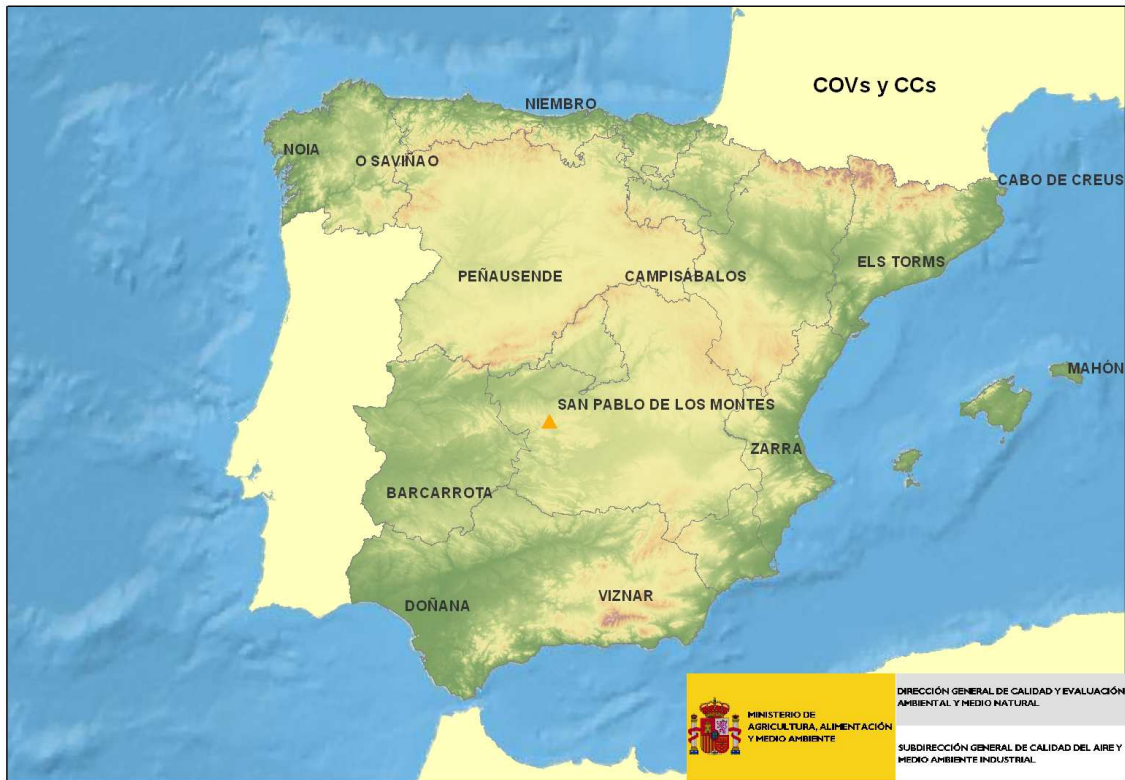 COVs y CCs
NIEMBRO
NOIA
O SAVIÑAO
CABO DE CREUS
ELS TORMS
PEÑAUSENDE
CAMPISÁBALOS
MAHÓN
SAN PABLO DE LOS MONTES
ZARRA
BARCARROTA
VIZNAR
DOÑANA
MINISTERIO DE
AGRICULTURA, ALIMENTACIÓN
Y MEDIO AMBIENTE
DIRECCIÓN GENERAL DE CALIDAD Y EVALUACIÓN
AMBIENTAL Y MEDIO NATURAL
SUBDIRECCIÓN GENERAL DE CALIDAD DEL AIRE Y
MEDIO AMBIENTE INDUSTRIAL